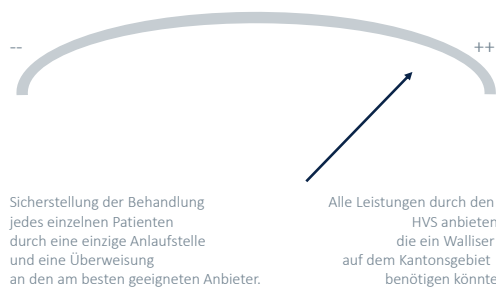 --
++
Sicherstellung der Behandlung
jedes einzelnen Patienten
durch eine einzige Anlaufstelle
und eine Überweisung
an den am besten geeigneten Anbieter.
Alle Leistungen durch den
HVS anbieten
die ein Walliser
auf dem Kantonsgebiet
benötigen könnte